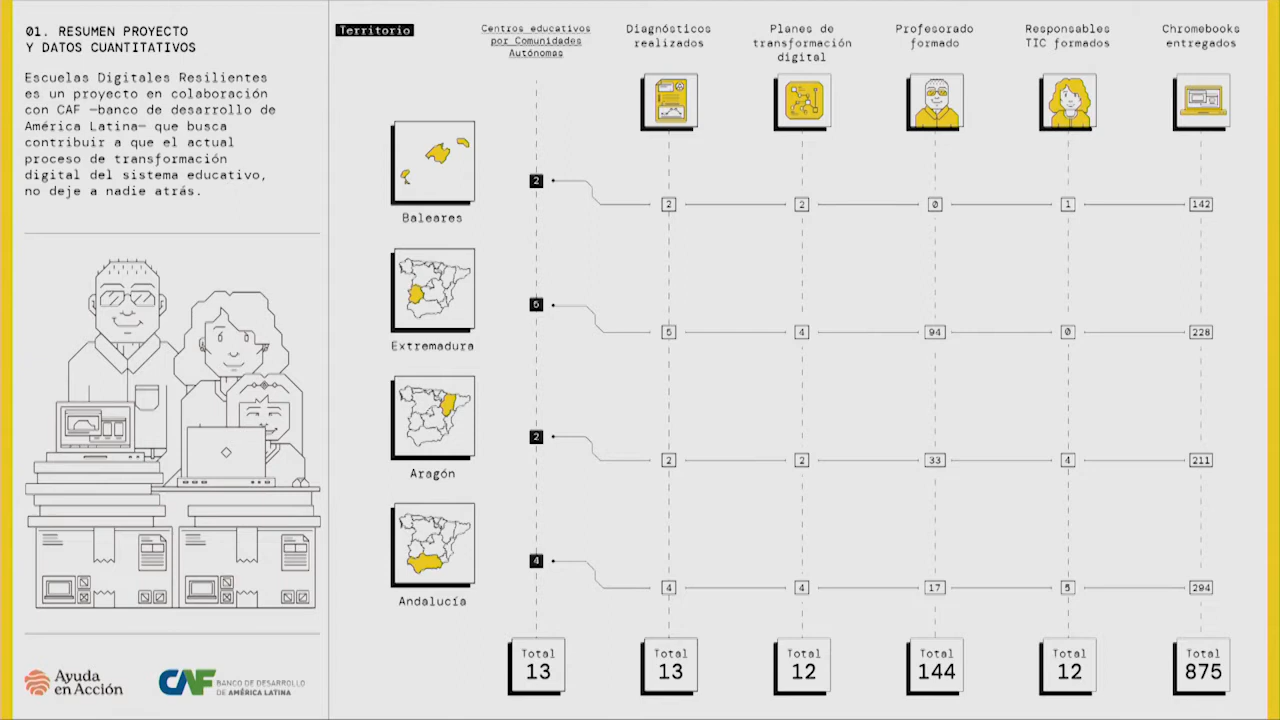 01. RESUMEN PROYECTO
Y DATOS CUANTITATIVOS
Escuelas Digitales Resilientes
es un proyecto en colaboración
con CAF —banco de desarrollo de
América Latina— que busca
contribuir a que el actual
proceso de transformación
digital del sistema educativo,
no deje a nadie atrás.
Ayuda
en Acción
CAF
BANCO DE DESARROLLO
DE AMÉRICA LATINA
Territorio
Centros educativos
por Comunidades
Autónomas
Diagnósticos
realizados
Planes de
transformación
digital
Profesorado
formado
Responsables
TIC formados
Chromebooks
entregados
Baleares
2
2
2
0
1
142
Extremadura
5
5
4
94
0
228
Aragón
2
2
2
33
4
211
Andalucía
4
4
4
17
5
294
Total
13
Total
13
Total
12
Total
144
Total
12
Total
875